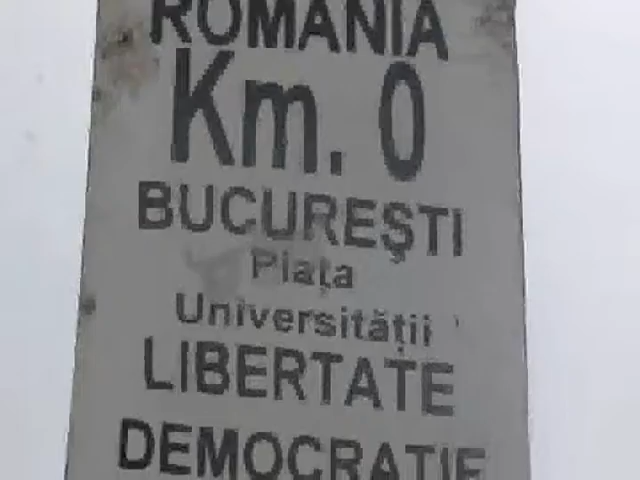 ROMANIA
Km. 0
BUCUREŞTI
Piaţa
Universităţii
LIBERTATE
DEMOCRATIE